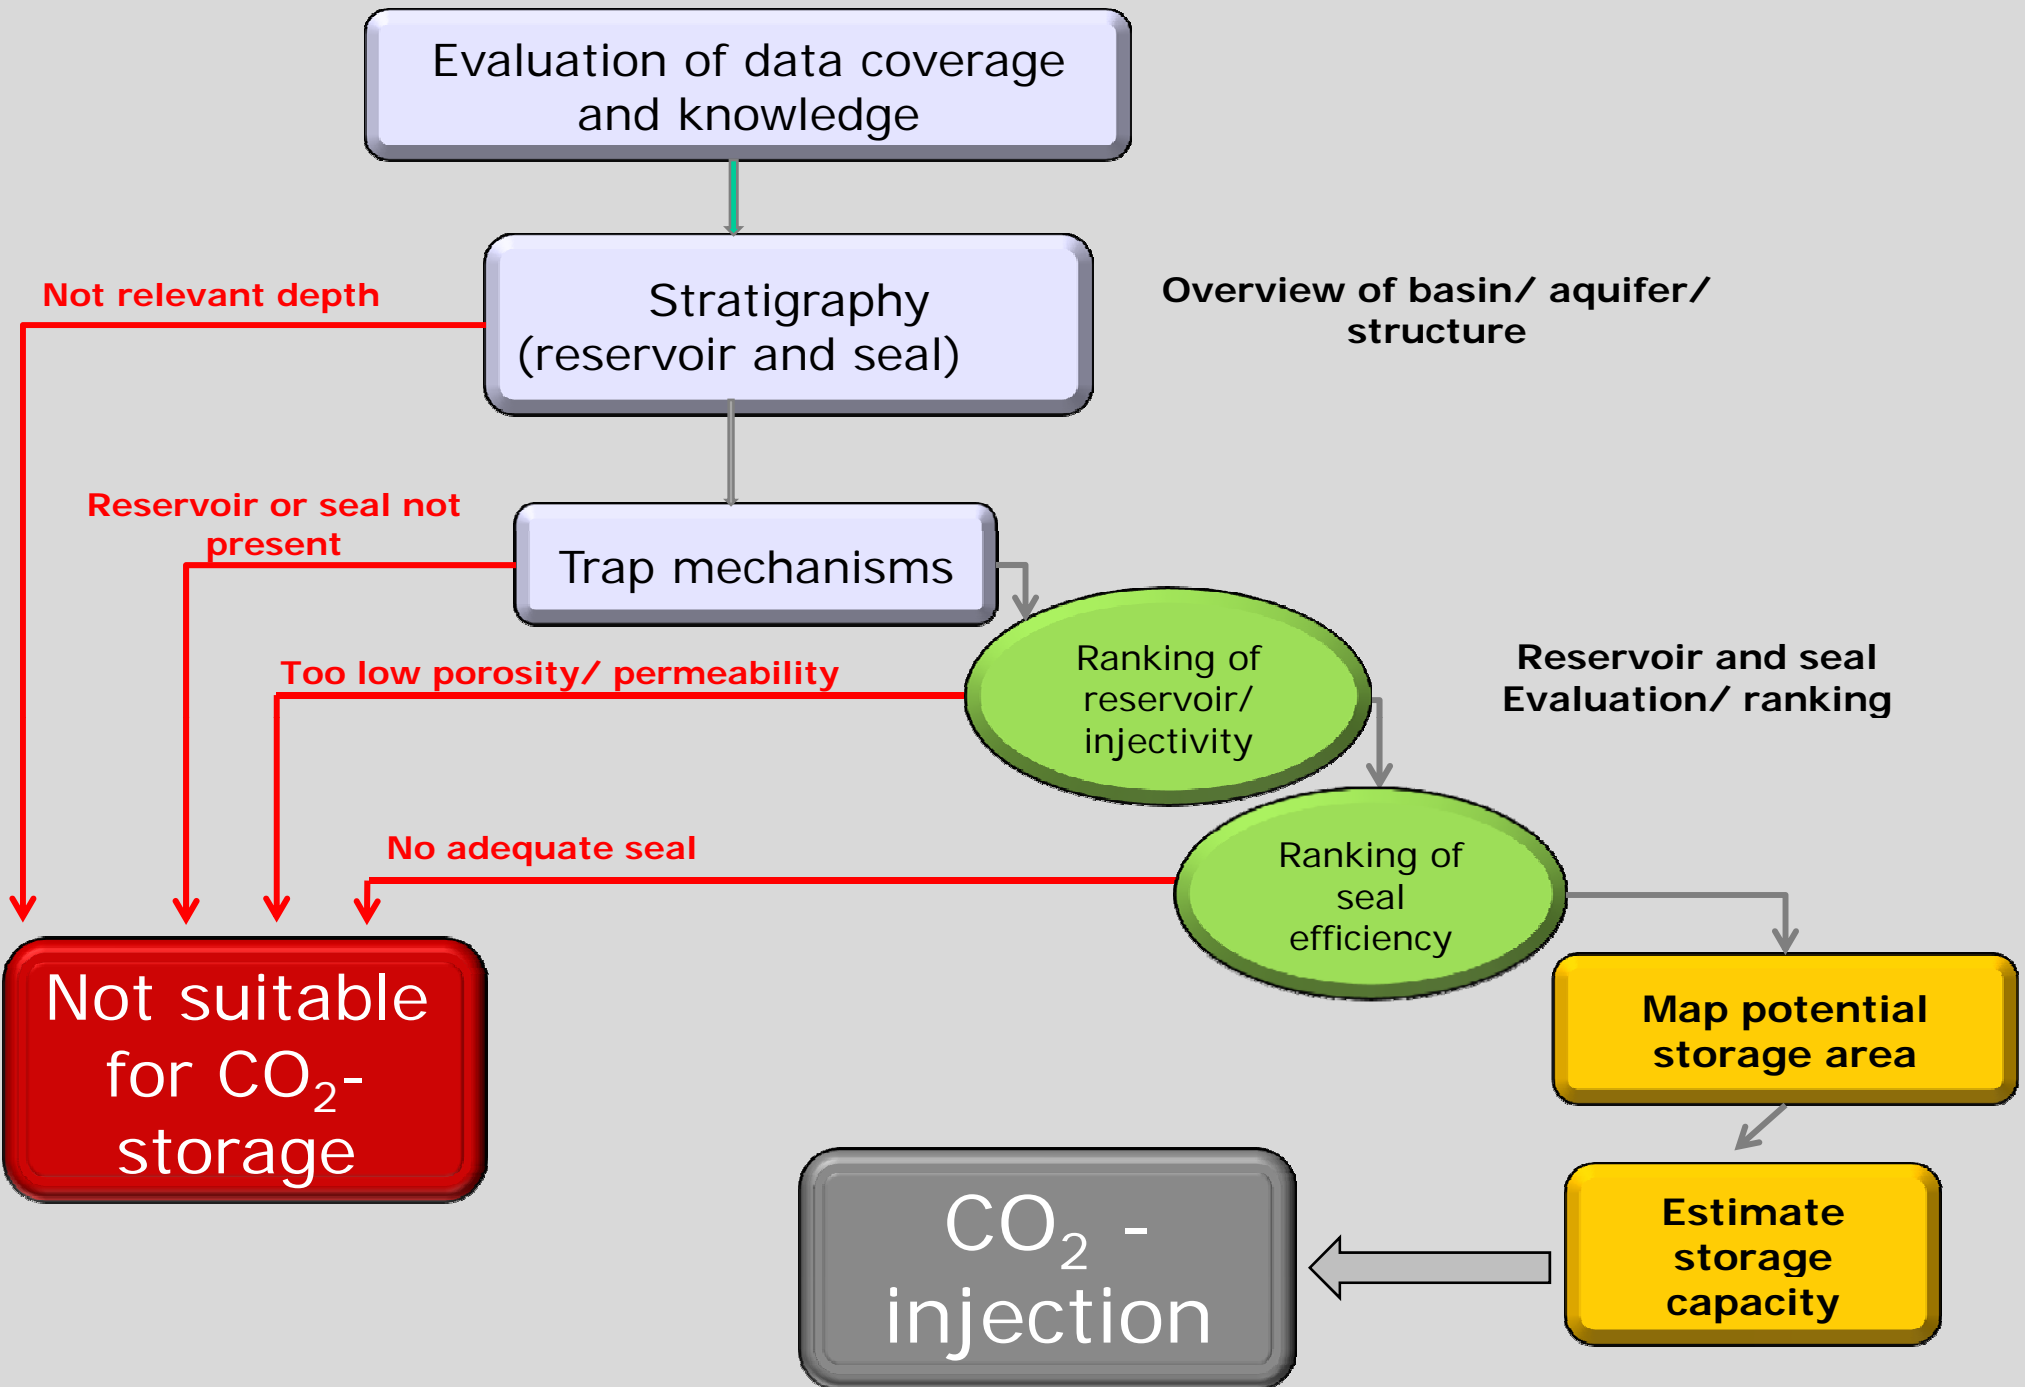 Evaluation of data coverage
and knowledge
Not relevant depth
Stratigraphy
(reservoir and seal)
Overview of basin/ aquifer/
structure
Reservoir or seal not
present
Trap mechanisms
Too low porosity/ permeability
Ranking of
reservoir/
injectivity
Reservoir and seal
Evaluation/ ranking
No adequate seal
Ranking of
seal
efficiency
Not suitable
for CO₂-
storage
Map potential
storage area
CO₂ -
injection
Estimate
storage
capacity